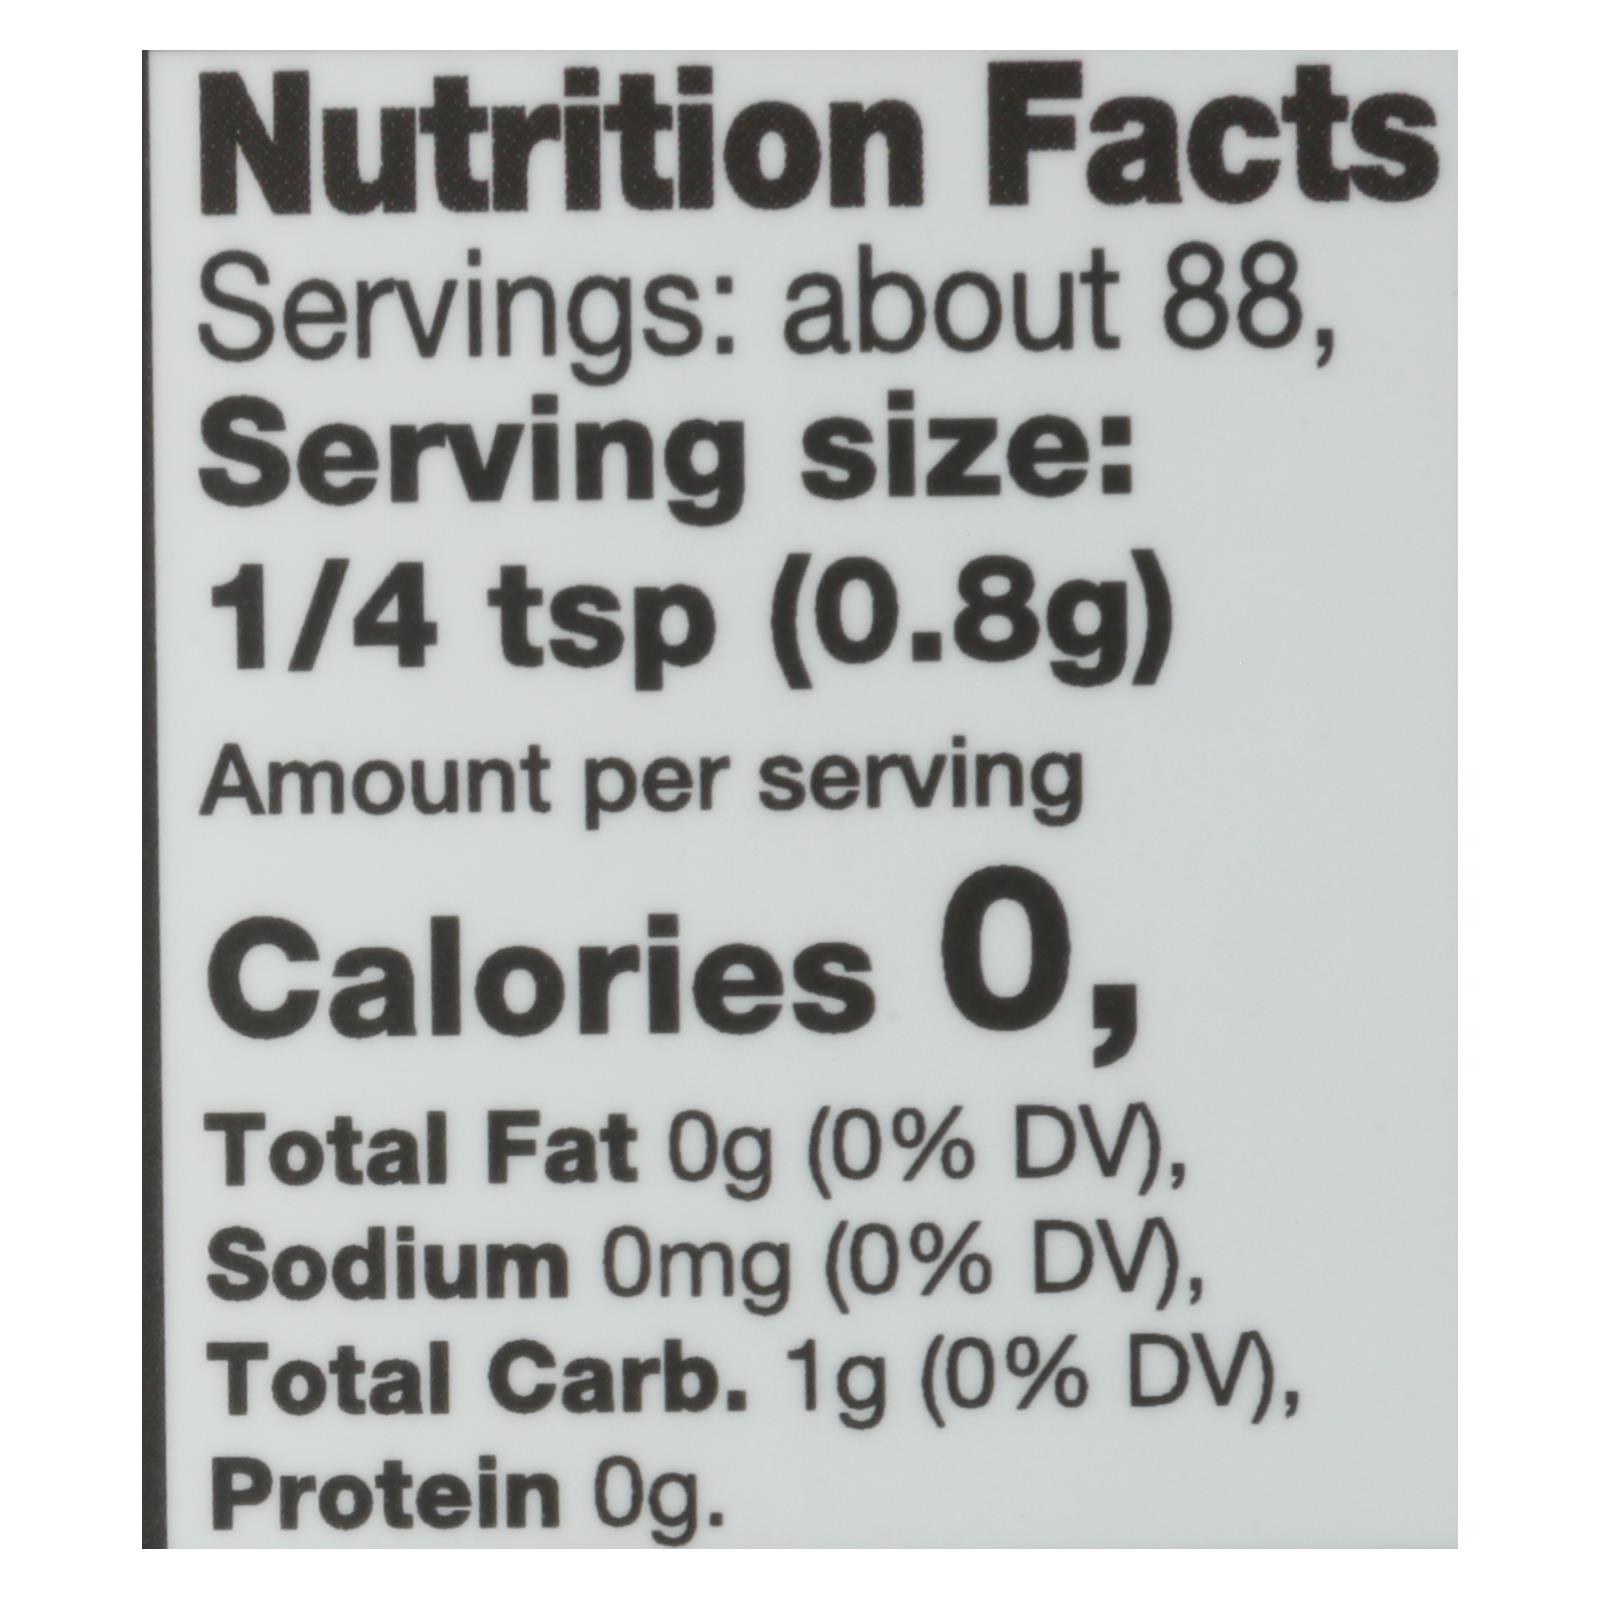 Nutrition Facts
Servings: about 88,
Serving size:
1/4 tsp (0.8g)
Amount per serving
Calories 0,
Total Fat 0g (0% DV),
Sodium 0mg (0% DV),
Total Carb. 1g (0% DV),
Protein 0g.